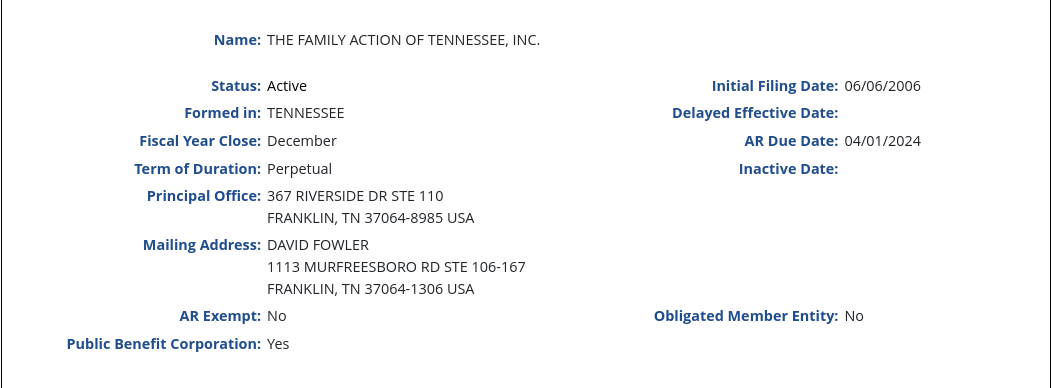 Name: THE FAMILY ACTION OF TENNESSEE, INC.
Status: Active Initial Filing Date: 06/06/2006
Formed in: TENNESSEE Delayed Effective Date:
Fiscal Year Close: December AR Due Date: 04/01/2024
Term of Duration: Perpetual Inactive Date:
Principal Office: 367 RIVERSIDE DR STE 110
FRANKLIN, TN 37064-8985 USA
Mailing Address: DAVID FOWLER
1113 MURFREESBORO RD STE 106-167
FRANKLIN, TN 37064-1306 USA
AR Exempt: No Obligated Member Entity: No
Public Benefit Corporation: Yes